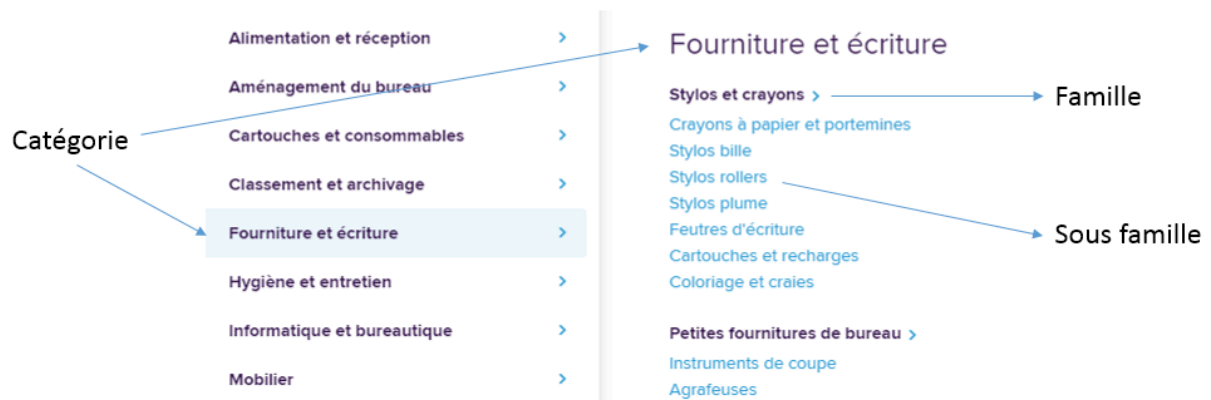 Catégorie
Alimentation et réception
Aménagement du bureau
Cartouches et consommables
Classement et archivage
Fourniture et écriture
Hygiène et entretien
Informatique et bureautique
Mobilier
Fourniture et écriture
Stylos et crayons
Famille
Crayons à papier et portemines
Stylos bille
Stylos rollers
Stylos plume
Feutres d'écriture
Sous famille
Cartouches et recharges
Coloriage et craies
Petites fournitures de bureau
Instruments de coupe
Agrafeuses